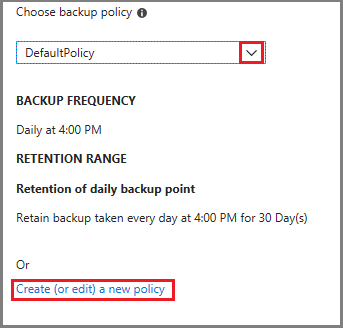 Choose backup policy
DefaultPolicy
BACKUP FREQUENCY
Daily at 4:00 PM
RETENTION RANGE
Retention of daily backup point
Retain backup taken every day at 4:00 PM for 30 Day(s)
Or
Create (or edit) a new policy